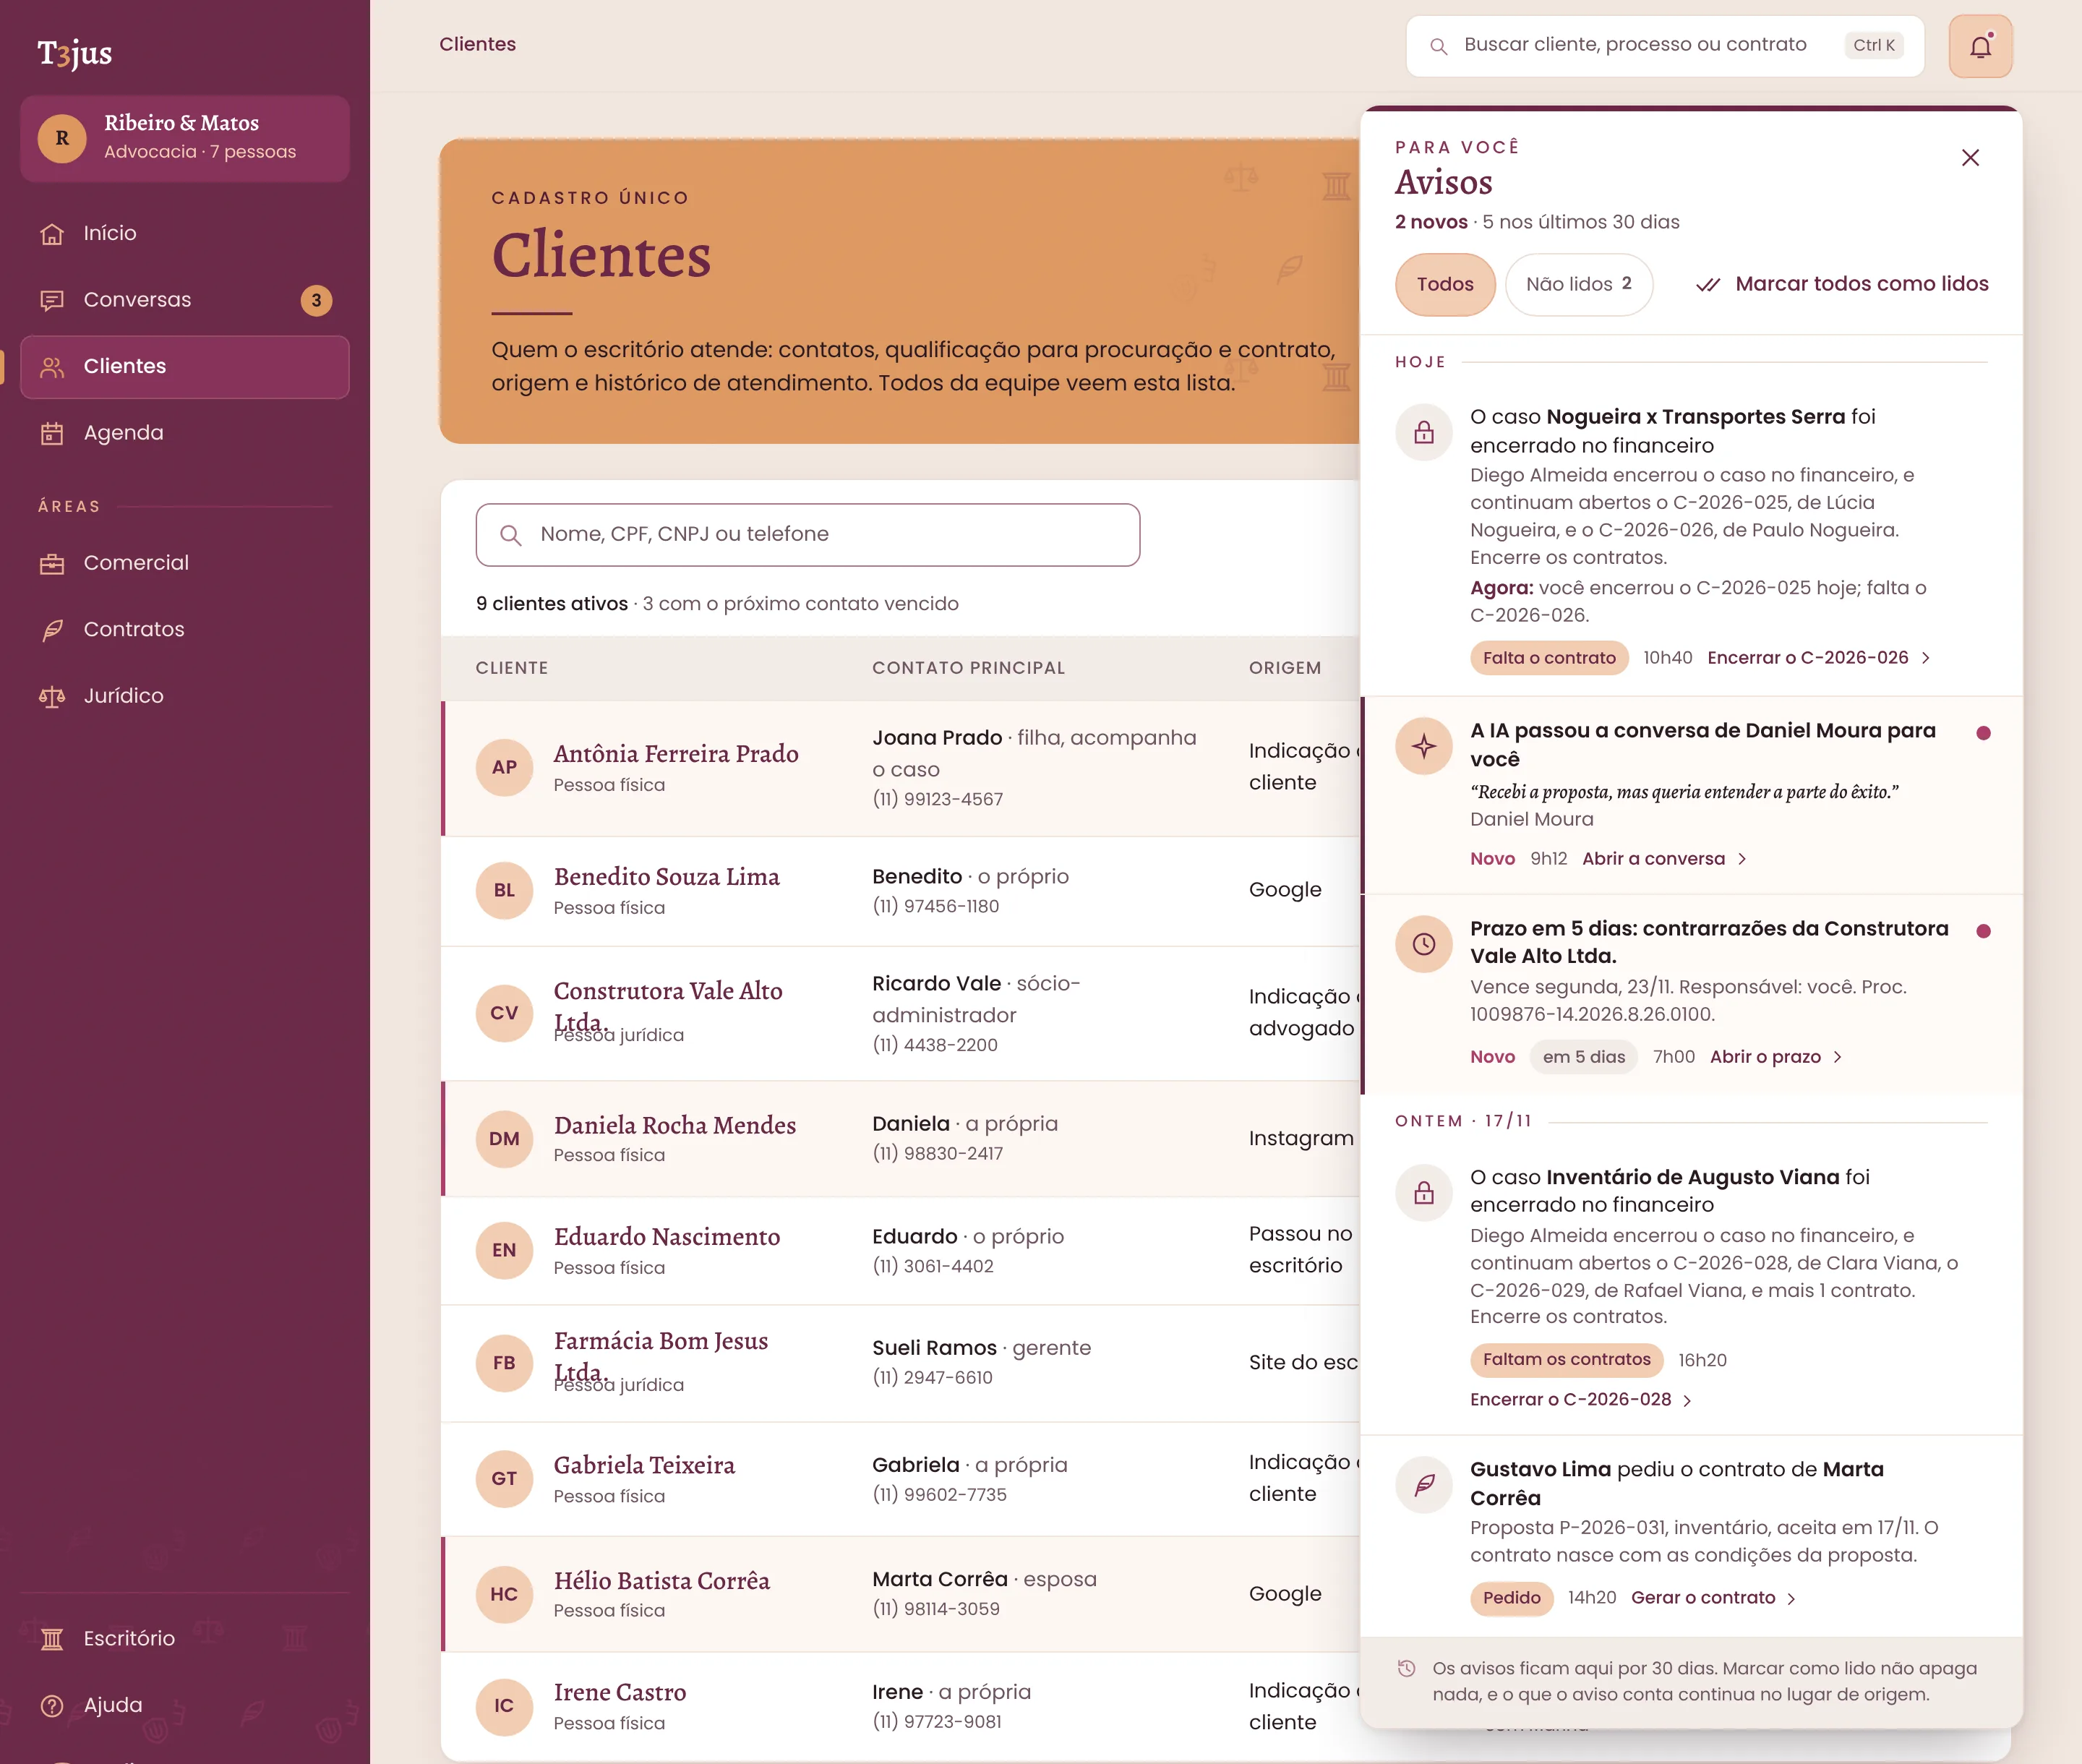 T3jus
R
Ribeiro & Matos
Advocacia · 7 pessoas
Início
Conversas
3
Clientes
Agenda
ÁREAS
Comercial
Contratos
Jurídico
Escritório
Ajuda
Clientes
Buscar cliente, processo ou contrato
Ctrl K
CADASTRO ÚNICO
Clientes
Quem o escritório atende: contatos, qualificação para procuração e contrato,
origem e histórico de atendimento. Todos da equipe veem esta lista.
Nome, CPF, CNPJ ou telefone
9 clientes ativos · 3 com o próximo contato vencido
CLIENTE
CONTATO PRINCIPAL
ORIGEM
AP
Antônia Ferreira Prado
Pessoa física
Joana Prado · filha, acompanha
o caso
(11) 99123-4567
Indicação
cliente
BL
Benedito Souza Lima
Pessoa física
Benedito · o próprio
(11) 97456-1180
Google
CV
Construtora Vale Alto
Ltda.
Pessoa jurídica
Ricardo Vale · sócio-
administrador
(11) 4438-2200
Indicação
advogado
DM
Daniela Rocha Mendes
Pessoa física
Daniela · a própria
(11) 98830-2417
Instagram
EN
Eduardo Nascimento
Pessoa física
Eduardo · o próprio
(11) 3061-4402
Passou no
escritório
FB
Farmácia Bom Jesus
Ltda.
Pessoa jurídica
Sueli Ramos · gerente
(11) 2947-6610
Site do esc
GT
Gabriela Teixeira
Pessoa física
Gabriela · a própria
(11) 99602-7735
Indicação
cliente
HC
Hélio Batista Corrêa
Pessoa física
Marta Corrêa · esposa
(11) 98114-3059
Google
IC
Irene Castro
Pessoa física
Irene · a própria
(11) 97723-9081
Indicação
cliente
PARA VOCÊ
Avisos
2 novos · 5 nos últimos 30 dias
Todos
Não lidos 2
Marcar todos como lidos
HOJE
O caso Nogueira x Transportes Serra foi
encerrado no financeiro
Diego Almeida encerrou o caso no financeiro, e
continuam abertos o C-2026-025, de Lúcia
Nogueira, e o C-2026-026, de Paulo Nogueira.
Encerre os contratos.
Agora: você encerrou o C-2026-025 hoje; falta o
C-2026-026.
Falta o contrato
10h40
Encerrar o C-2026-026
A IA passou a conversa de Daniel Moura para
você
“Recebi a proposta, mas queria entender a parte do êxito.”
Daniel Moura
Novo
9h12
Abrir a conversa
Prazo em 5 dias: contrarrazões da Construtora
Vale Alto Ltda.
Vence segunda, 23/11. Responsável: você. Proc.
1009876-14.2026.8.26.0100.
Novo
em 5 dias
7h00
Abrir o prazo
ONTEM · 17/11
O caso Inventário de Augusto Viana foi
encerrado no financeiro
Diego Almeida encerrou o caso no financeiro, e
continuam abertos o C-2026-028, de Clara Viana, o
C-2026-029, de Rafael Viana, e mais 1 contrato.
Encerre os contratos.
Faltam os contratos
16h20
Encerrar o C-2026-028
Gustavo Lima pediu o contrato de Marta
Corrêa
Proposta P-2026-031, inventário, aceita em 17/11. O
contrato nasce com as condições da proposta.
Pedido
14h20
Gerar o contrato
Os avisos ficam aqui por 30 dias. Marcar como lido não apaga
nada, e o que o aviso conta continua no lugar de origem.